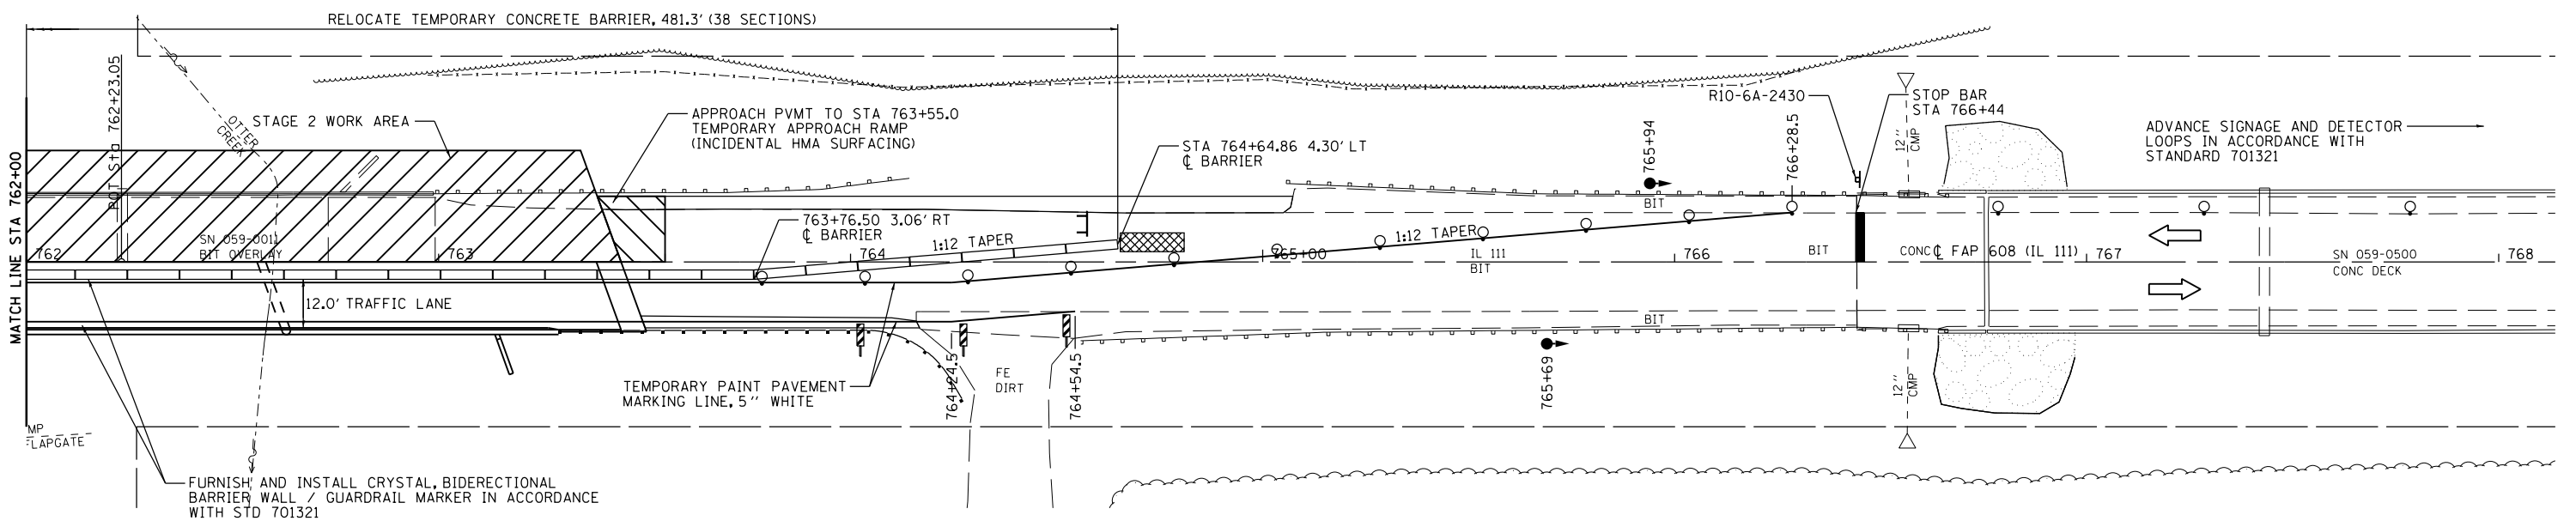 RELOCATE TEMPORARY CONCRETE BARRIER, 481.3' (38 SECTIONS)
MATCH LINE STA 762+00
POT Sta 762+23.05
OTTER
CREEK
STAGE 2 WORK AREA
APPROACH PVMT TO STA 763+55.0
TEMPORARY APPROACH RAMP
(INCIDENTAL HMA SURFACING)
STA 764+64.86 4.30' LT
℄ BARRIER
763+76.50 3.06' RT
℄ BARRIER
1:12 TAPER
1:12 TAPER
765+94
766+28.5
R10-6A-2430
STOP BAR
STA 766+44
12"
CMP
ADVANCE SIGNAGE AND DETECTOR
LOOPS IN ACCORDANCE WITH
STANDARD 701321
BIT
762
SN 059-0011
BIT OVERLAY
763
764
765+00
IL 111
BIT
766
BIT
CONC
℄ FAP 608 (IL 111)
767
SN 059-0500
CONC DECK
768
12.0' TRAFFIC LANE
BIT
TEMPORARY PAINT PAVEMENT
MARKING LINE, 5" WHITE
764+24.5
FE
DIRT
764+54.5
765+69
12"
CMP
MP
FLAPGATE
FURNISH AND INSTALL CRYSTAL, BIDERECTIONAL
BARRIER WALL / GUARDRAIL MARKER IN ACCORDANCE
WITH STD 701321